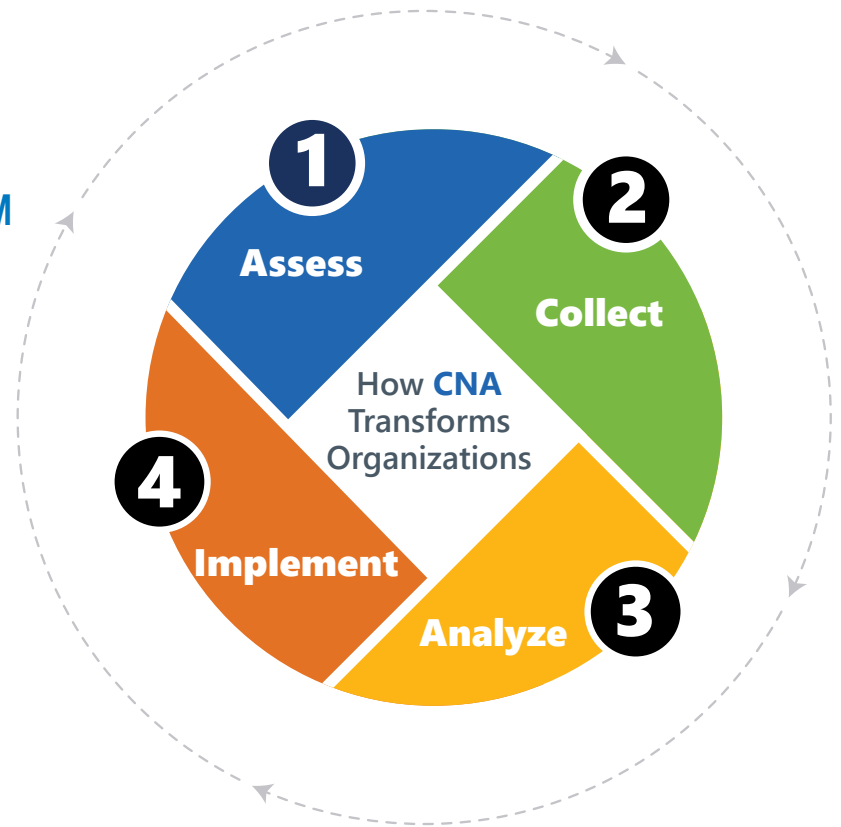 M
1
Assess
2
Collect
How CNA
Transforms
Organizations
4
Implement
3
Analyze